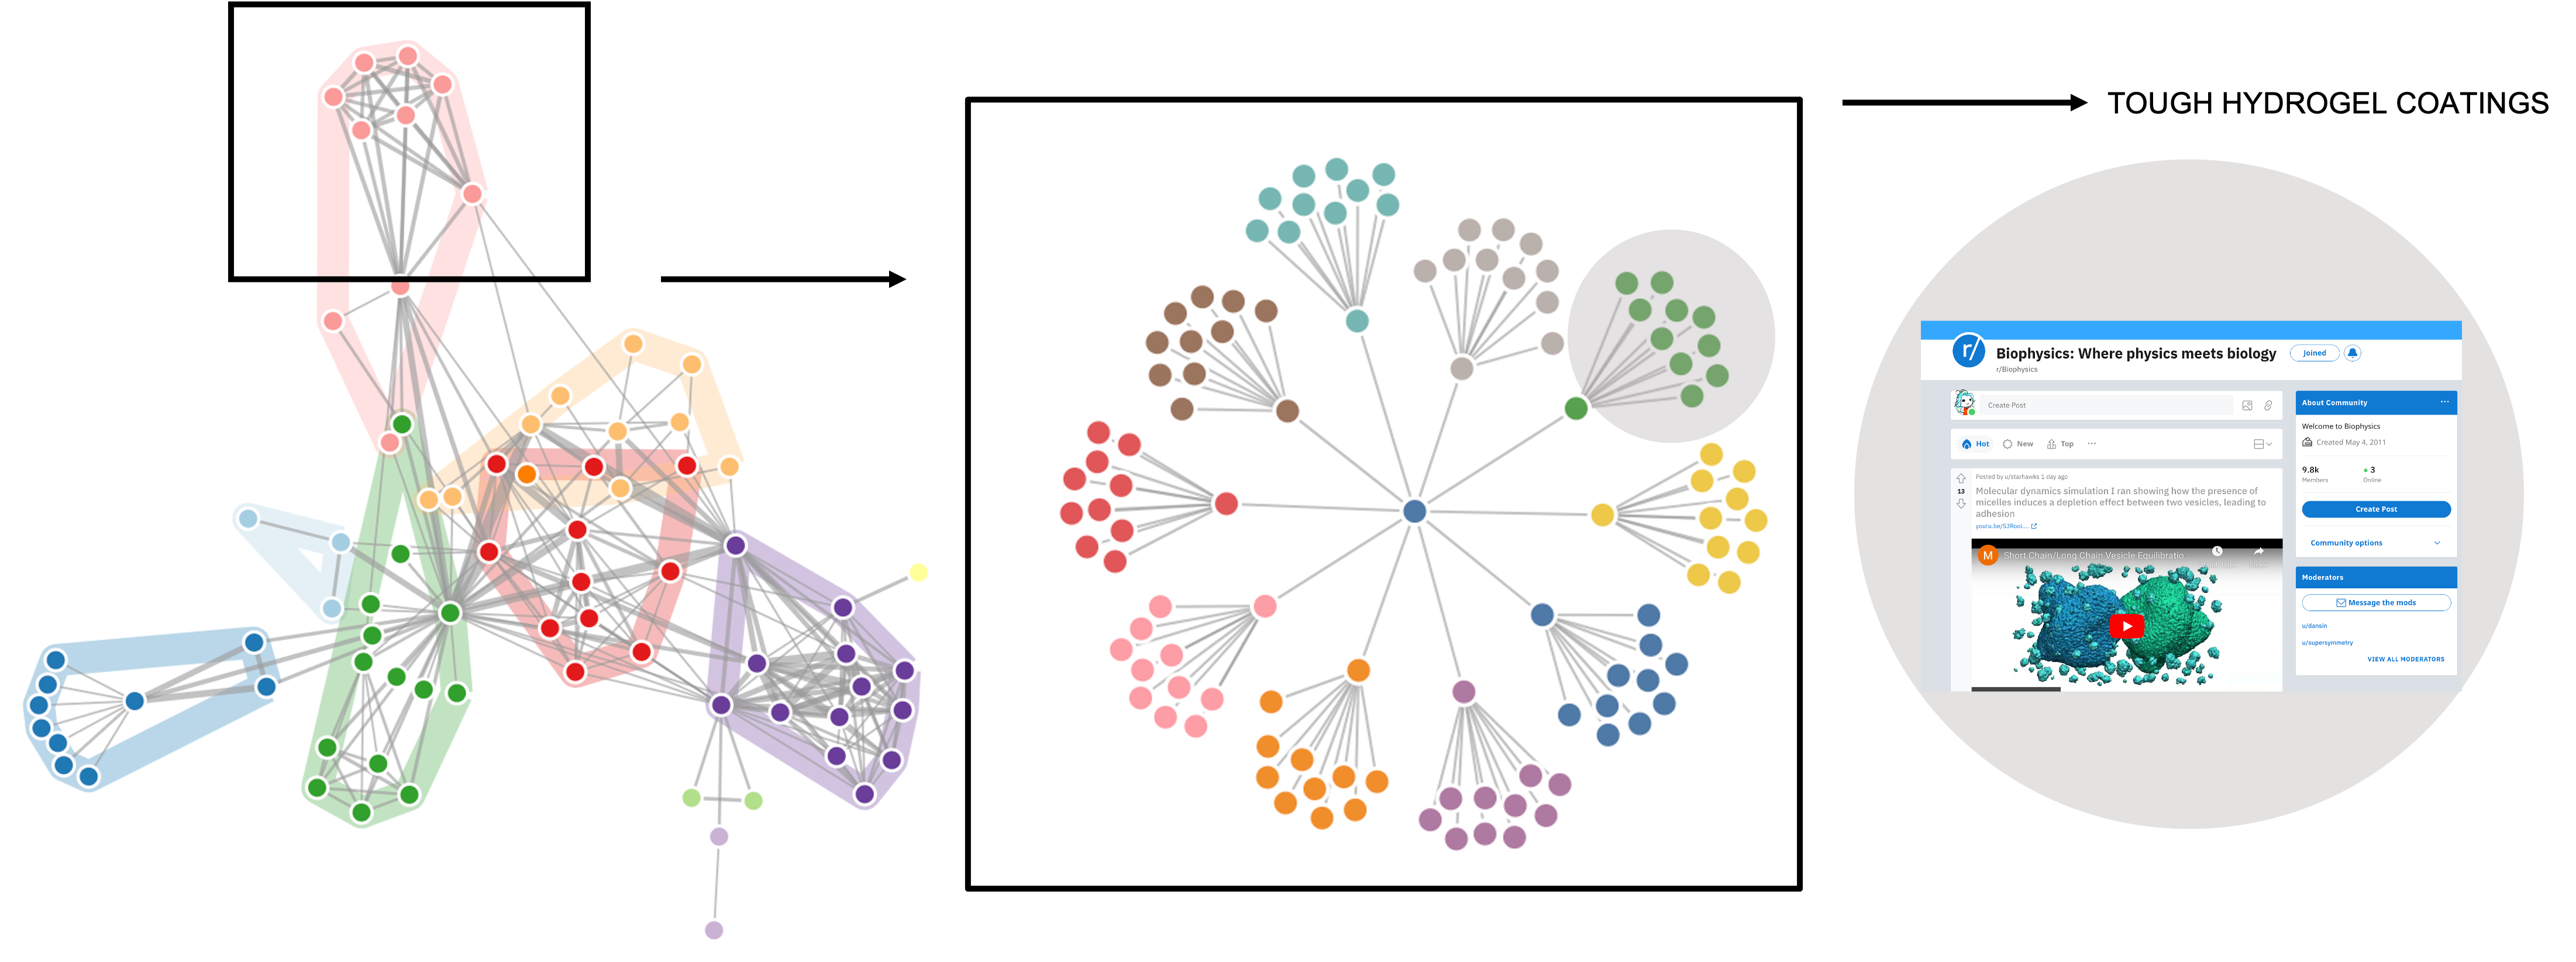 TOUGH HYDROGEL COATINGS
r/
Biophysics: Where physics meets biology
Joined
r/Biophysics
Create Post
Hot
New
Top
...
Posted by u/starhawks 1 day ago
13
Molecular dynamics simulation I ran showing how the presence of
micelles induces a depletion effect between two vesicles, leading to
adhesion
M
Short Chain/Long Chain Vesicle Equilibratio
About Community
...
Welcome to Biophysics
Created May 4, 2011
9.8k
3
Members
Online
Create Post
Community options
Moderators
Message the mods
u/dansin
u/supersymmetry
VIEW ALL MODERATORS